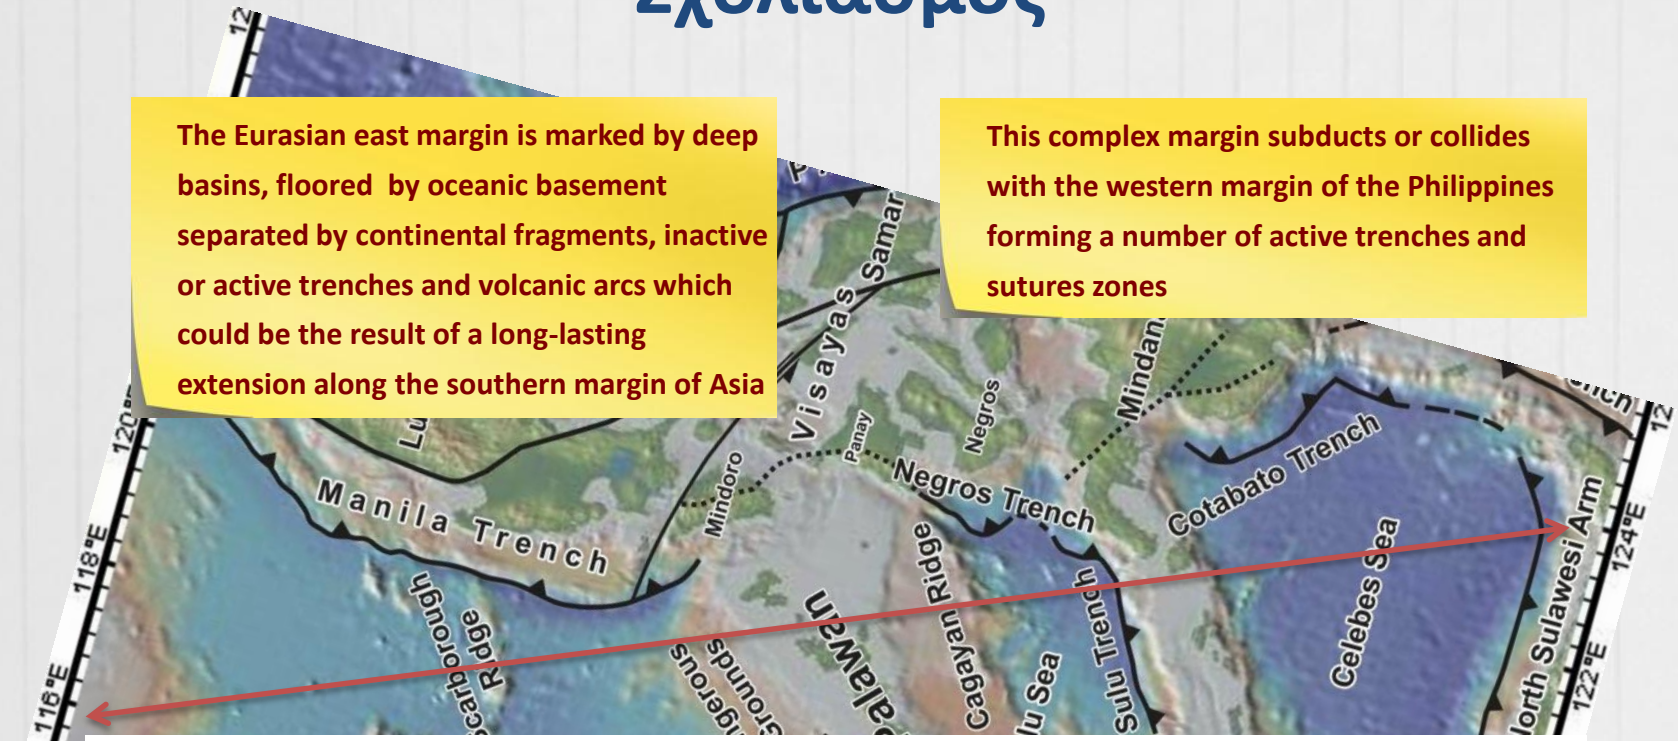 Σχολιασμός
The Eurasian east margin is marked by deep
basins, floored by oceanic basement
separated by continental fragments, inactive
or active trenches and volcanic arcs which
could be the result of a long-lasting
extension along the southern margin of Asia
This complex margin subducts or collides
with the western margin of the Philippines
forming a number of active trenches and
sutures zones
Samar
Visayas
Panay
Negros
Mindoro
Negros Trench
Cotabato Trench
Manila Trench
120°
118°E
116°E
124°E
122°E
Ridge
Palawan
Cagayan Ridge
Sea
Sulu Trench
Celebes Sea
Sulawesi Arm